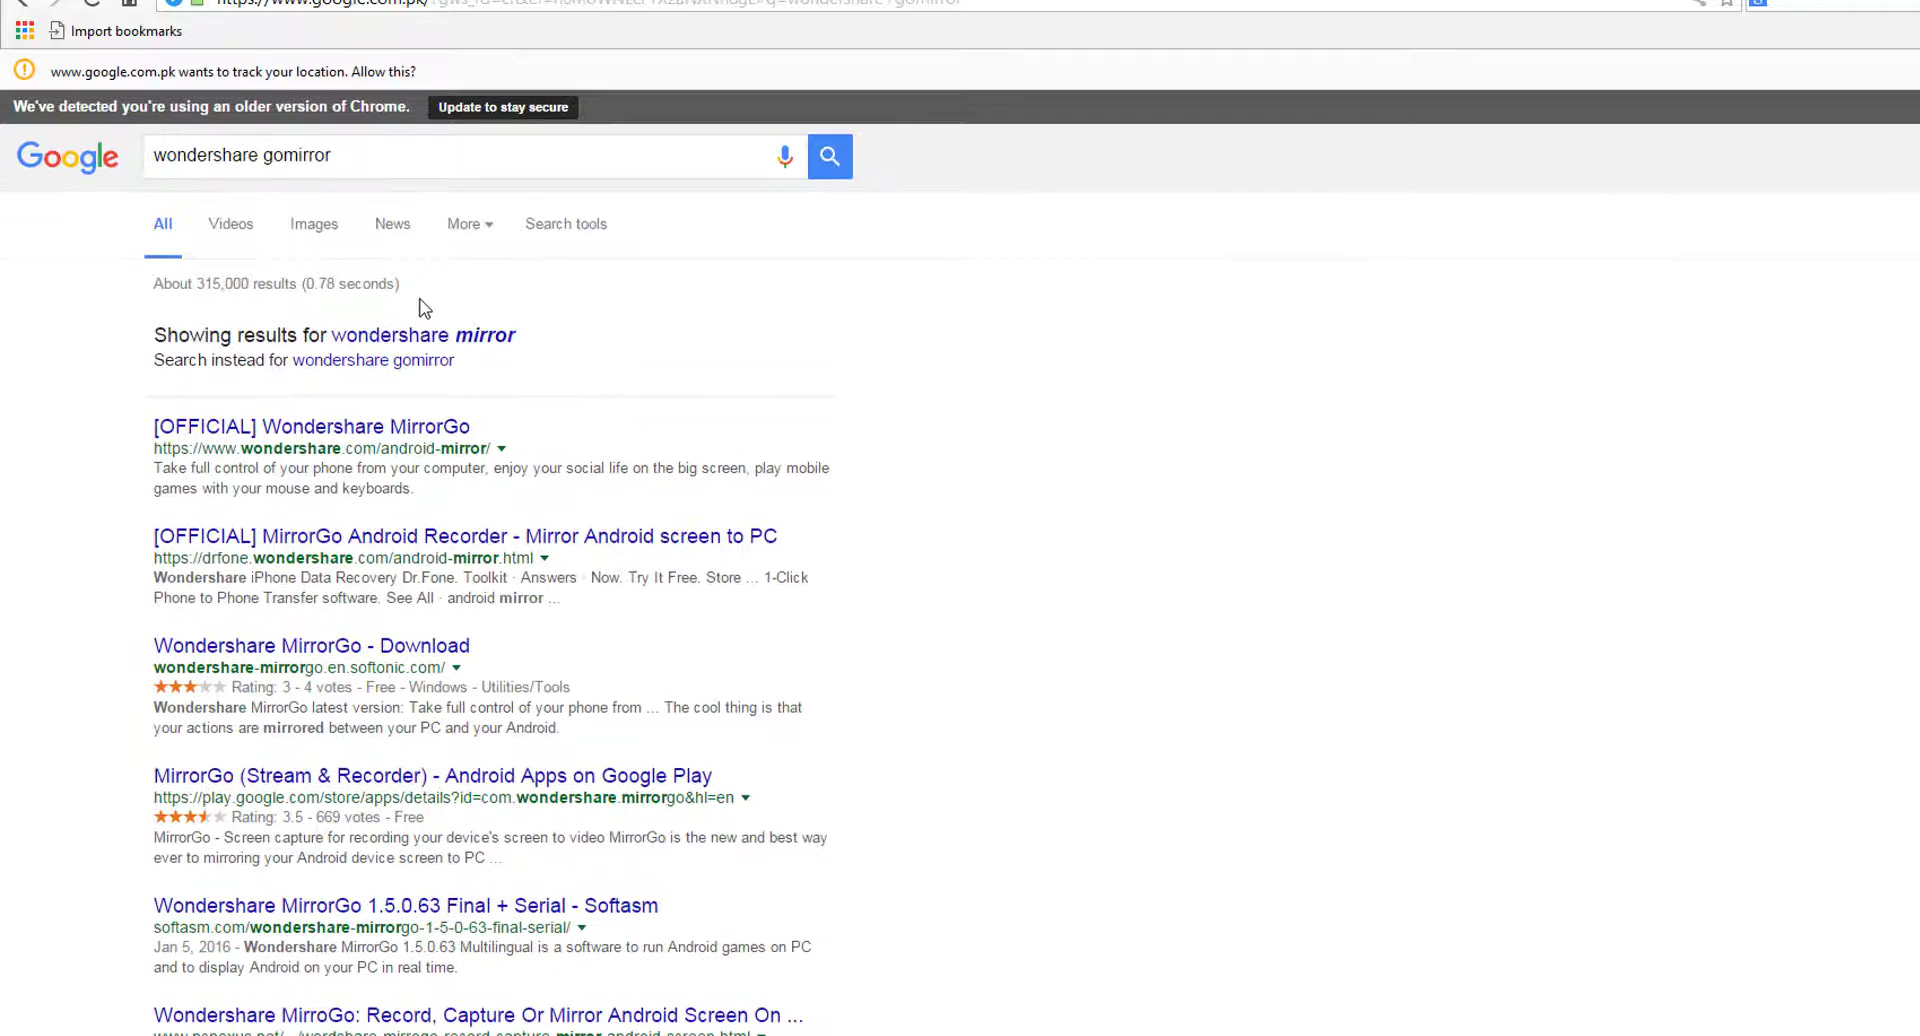 Import bookmarks
www.google.com.pk wants to track your location. Allow this?
We've detected you're using an older version of Chrome. Update to stay secure
Google wondershare gomirror
All Videos Images News More Search tools
About 315,000 results (0.78 seconds)
Showing results for wondershare mirror
Search instead for wondershare gomirror
[OFFICIAL] Wondershare MirrorGo
https://www.wondershare.com/android-mirror/
Take full control of your phone from your computer, enjoy your social life on the big screen, play mobile
games with your mouse and keyboards.
[OFFICIAL] MirrorGo Android Recorder - Mirror Android screen to PC
https://drfone.wondershare.com/android-mirror.html
Wondershare iPhone Data Recovery Dr.Fone. Toolkit · Answers · Now. Try It Free. Store ... 1-Click
Phone to Phone Transfer software. See All · android mirror ...
Wondershare MirrorGo - Download
wondershare-mirrorgo.en.softonic.com/
Rating: 3 - 4 votes - Free - Windows - Utilities/Tools
Wondershare MirrorGo latest version: Take full control of your phone from ... The cool thing is that
your actions are mirrored between your PC and your Android.
MirrorGo (Stream & Recorder) - Android Apps on Google Play
https://play.google.com/store/apps/details?id=com.wondershare.mirrorgo&hl=en
Rating: 3.5 - 669 votes - Free
MirrorGo - Screen capture for recording your device's screen to video MirrorGo is the new and best way
ever to mirroring your Android device screen to PC ...
Wondershare MirrorGo 1.5.0.63 Final + Serial - Softasm
softasm.com/wondershare-mirrorgo-1-5-0-63-final-serial/
Jan 5, 2016 - Wondershare MirrorGo 1.5.0.63 Multilingual is a software to run Android games on PC
and to display Android on your PC in real time.
Wondershare MirroGo: Record, Capture Or Mirror Android Screen On ...